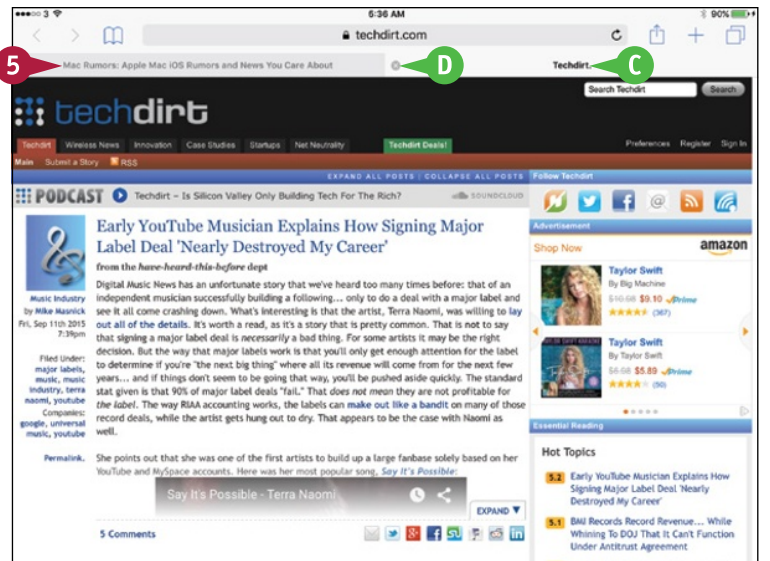 3 6:36 AM 90%
techdirt.com
5 Mac Rumors: Apple Mac iOS Rumors and News You Care About D Techdirt. C
Search Techdirt Search
techdirt
Techdirt Wireless News Innovation Case Studies Startups Net Neutrality Techdirt Deals! Preferences Register Sign In
Main Submit a Story RSS
EXPAND ALL POSTS | COLLAPSE ALL POSTS
PODCAST Techdirt – Is Silicon Valley Only Building Tech For The Rich? SOUNDCLOUD
Early YouTube Musician Explains How Signing Major
Label Deal 'Nearly Destroyed My Career'
from the have-heard-this-before dept
Music Industry
by Mike Masnick
Fri, Sep 11th 2015
7:39pm
Filed Under:
major labels,
music, music
industry, terra
naomi, youtube
Companies:
google, universal
music, youtube
Permalink.
Digital Music News has an unfortunate story that we've heard too many times before: that of an
independent musician successfully building a following... only to do a deal with a major label and
see it all come crashing down. What's interesting is that the artist, Terra Naomi, was willing to lay
out all of the details. It's worth a read, as it's a story that is pretty common. That is not to say
that signing a major label deal is necessarily a bad thing. For some artists it may be the right
decision. But the way that major labels work is that you'll only get enough attention for the label
to determine if you're "the next big thing" where all its revenue will come from for the next few
years... and if things don't seem to be going that way, you'll be pushed aside quickly. The standard
stat given is that 90% of major label deals "fail." That does not mean they are not profitable for
the label. The way RIAA accounting works, the labels can make out like a bandit on many of those
record deals, while the artist gets hung out to dry. That appears to be the case with Naomi as
well.
She points out that she was one of the first artists to build up a large fanbase solely based on her
YouTube and MySpace accounts. Here was her most popular song, Say It's Possible:
Say It's Possible - Terra Naomi
EXPAND
5 Comments
Follow Techdirt
Advertisement
Shop Now amazon
Taylor Swift
By Big Machine
$10.98 $9.10 Prime
(367)
Taylor Swift
By Taylor Swift
$6.98 $5.89 Prime
(50)
Essential Reading
Hot Topics
5.2 Early YouTube Musician Explains How
Signing Major Label Deal 'Nearly
Destroyed My Career'
5.1 BMI Records Record Revenue... While
Whining To DOJ That It Can't Function
Under Antitrust Agreement